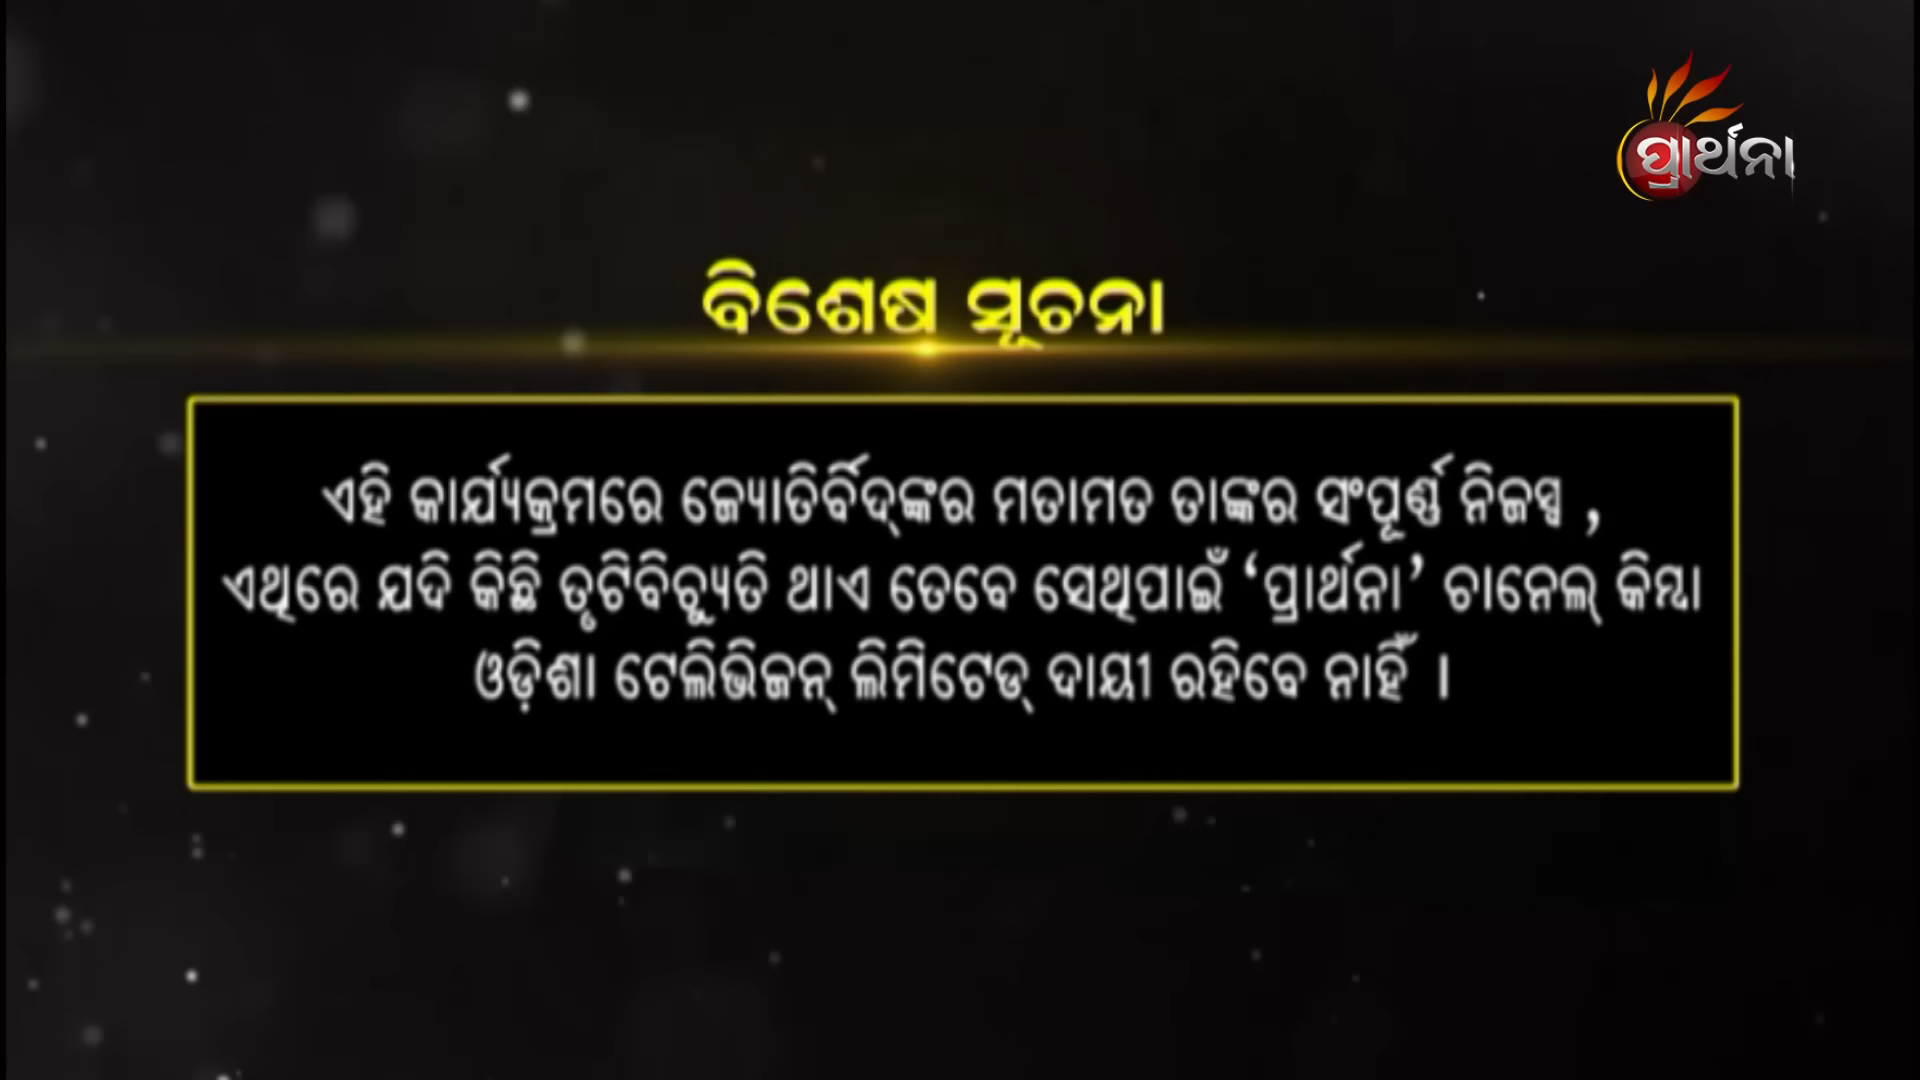 ପ୍ରାର୍ଥନା
ବିଶେଷ ସୂଚନା
ଏହି କାର୍ଯ୍ୟକ୍ରମରେ ଜ୍ୟୋତିର୍ବିଦ୍‌ଙ୍କର ମତାମତ ତାଙ୍କର ସଂପୂର୍ଣ୍ଣ ନିଜସ୍ୱ ,
ଏଥିରେ ଯଦି କିଛି ତୃଟିବିଚ୍ୟୁତି ଥାଏ ତେବେ ସେଥିପାଇଁ ‘ପ୍ରାର୍ଥନା’ ଚାନେଲ୍ କିମ୍ବା
ଓଡ଼ିଶା ଟେଲିଭିଜନ୍ ଲିମିଟେଡ୍ ଦାୟୀ ରହିବେ ନାହିଁ ।